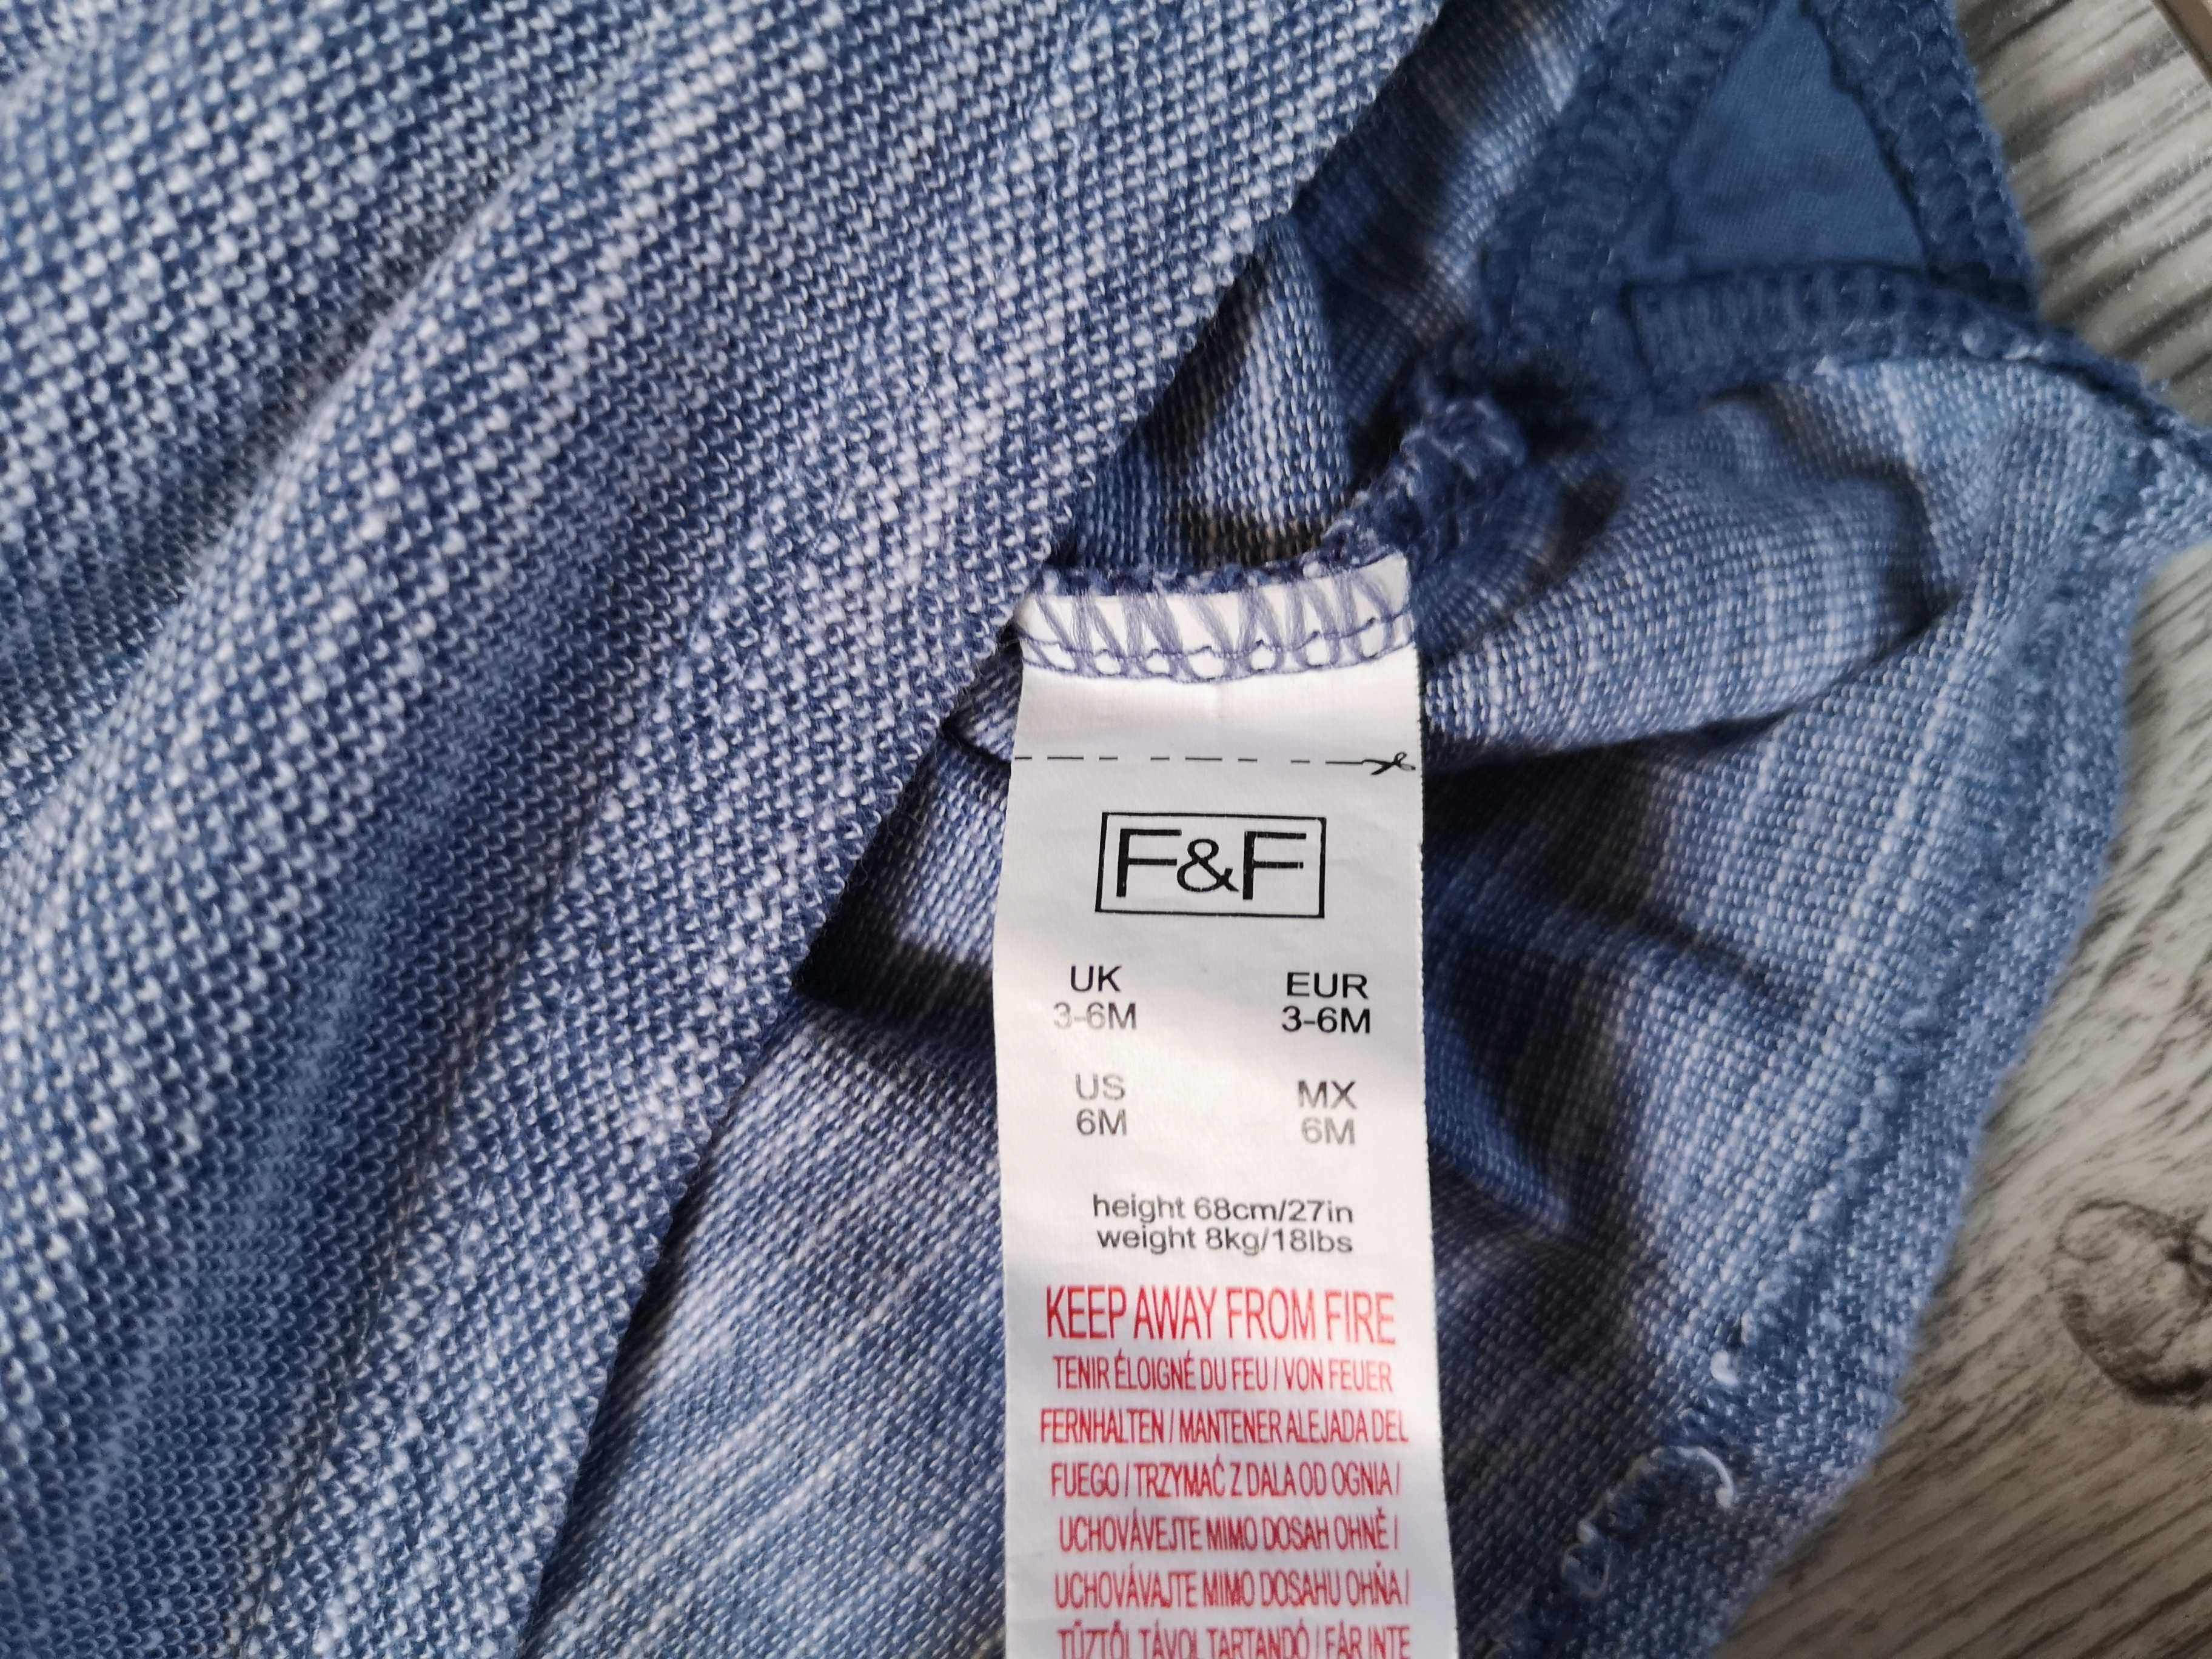 F&F
UK EUR
3-6M 3-6M
US MX
6M 6M
height 68cm/27in
weight 8kg/18lbs
KEEP AWAY FROM FIRE
TENIR ÉLOIGNÉ DU FEU / VON FEUER
FERNHALTEN / MANTENER ALEJADA DEL
FUEGO / TRZYMAĆ Z DALA OD OGNIA /
UCHOVÁVEJTE MIMO DOSAH OHNĚ /
UCHOVÁVAJTE MIMO DOSAHU OHŇA /
TŰZTŐL TÁVOL TARTANDÓ / FÅR INTE